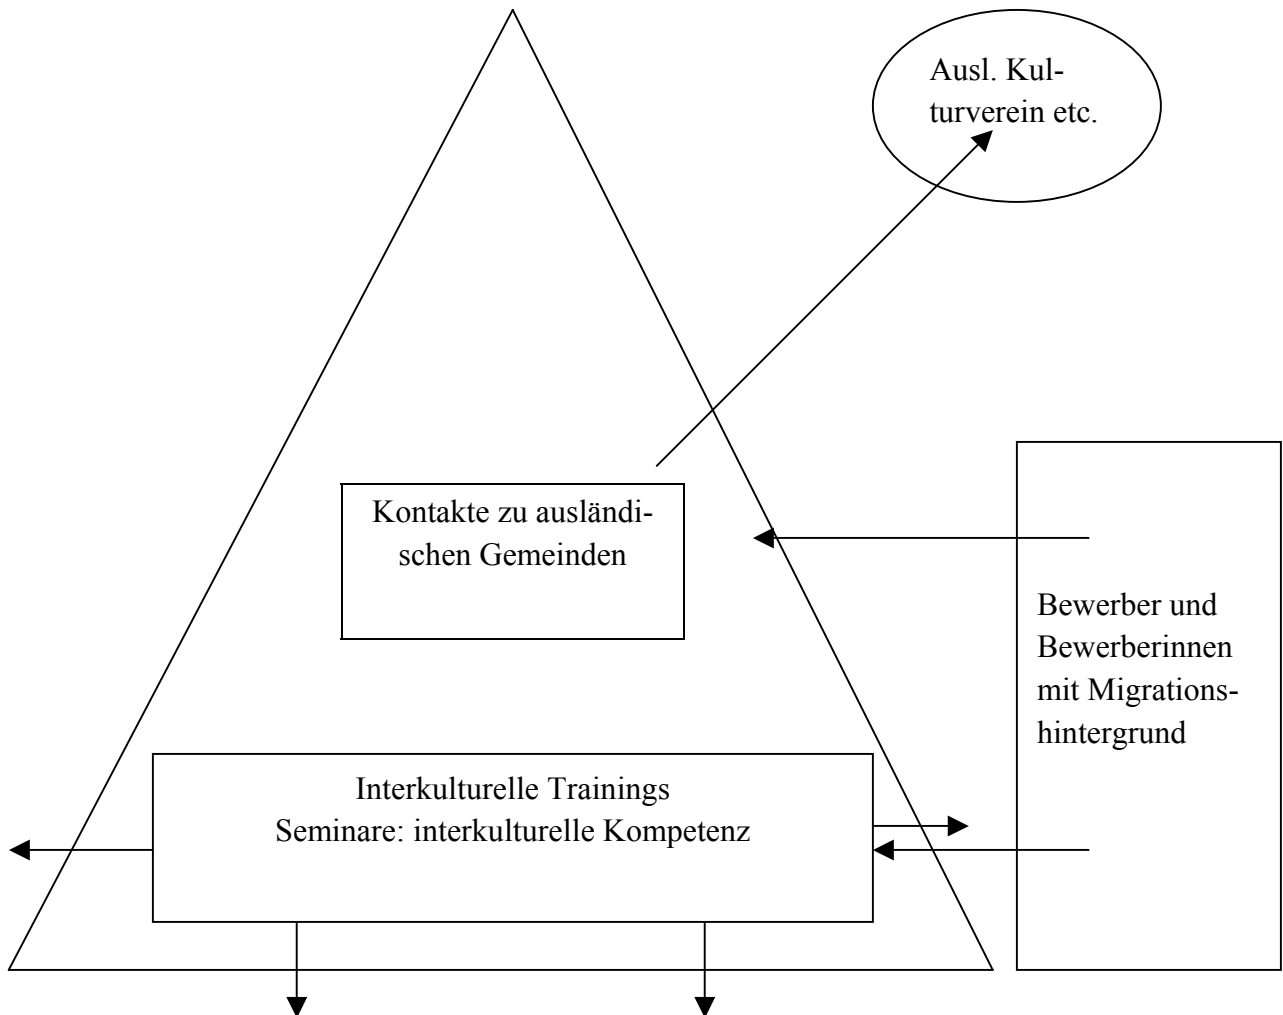 Ausl. Kul-
turverein etc.
Kontakte zu ausländi-
schen Gemeinden
Bewerber und
Bewerberinnen
mit Migrations-
hintergrund
Interkulturelle Trainings
Seminare: interkulturelle Kompetenz